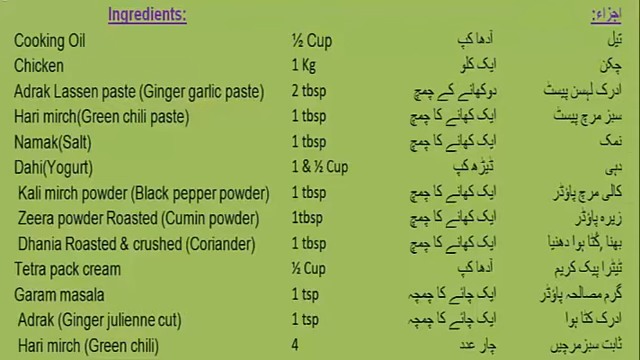 Ingredients: اجزاء:
Cooking Oil ½ Cup آدھا کپ تیل
Chicken 1 Kg ایک کلو چکن
Adrak Lassen paste (Ginger garlic paste) 2 tbsp دوکھانے کے چمچ ادرک لہسن پیسٹ
Hari mirch(Green chili paste) 1 tbsp ایک کھانے کا چمچ سبز مرچ پیسٹ
Namak(Salt) 1 tbsp ایک کھانے کا چمچ نمک
Dahi(Yogurt) 1 & ½ Cup ڈیڑھ کپ دہی
Kali mirch powder (Black pepper powder) 1 tbsp ایک کھانے کا چمچ کالی مرچ پاؤڈر
Zeera powder Roasted (Cumin powder) 1tbsp ایک کھانے کا چمچ زیرہ پاؤڈر
Dhania Roasted & crushed (Coriander) 1 tbsp ایک کھانے کا چمچ بھنا ,کُٹا ہوا دھنیا
Tetra pack cream ½ Cup آدھا کپ ٹیٹرا پیک کریم
Garam masala 1 tsp ایک چائے کا چمچہ گرم مصالحہ پاؤڈر
Adrak (Ginger julienne cut) 1 tsp ایک چائے کا چمچہ ادرک کٹا ہوا
Hari mirch (Green chili) 4 چار عدد ثابت سبزمرچیں